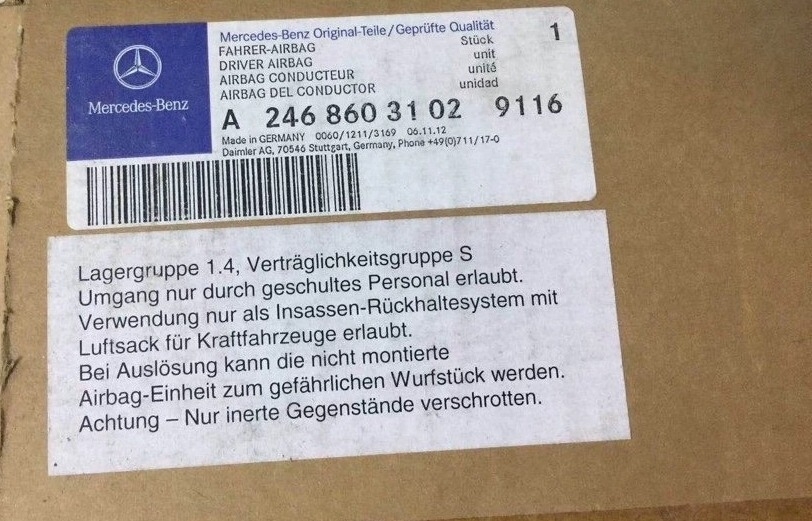 Mercedes-Benz
Mercedes-Benz Original-Teile/Geprüfte Qualität
FAHRER-AIRBAG Stück 1
DRIVER AIRBAG unit
AIRBAG CONDUCTEUR unité
AIRBAG DEL CONDUCTOR unidad
A 246 860 31 02 9116
Made in GERMANY 0060/1211/3169 06.11.12
Daimler AG, 70546 Stuttgart, Germany, Phone +49(0)711/17-0
Lagergruppe 1.4, Verträglichkeitsgruppe S
Umgang nur durch geschultes Personal erlaubt.
Verwendung nur als Insassen-Rückhaltesystem mit
Luftsack für Kraftfahrzeuge erlaubt.
Bei Auslösung kann die nicht montierte
Airbag-Einheit zum gefährlichen Wurfstück werden.
Achtung – Nur inerte Gegenstände verschrotten.